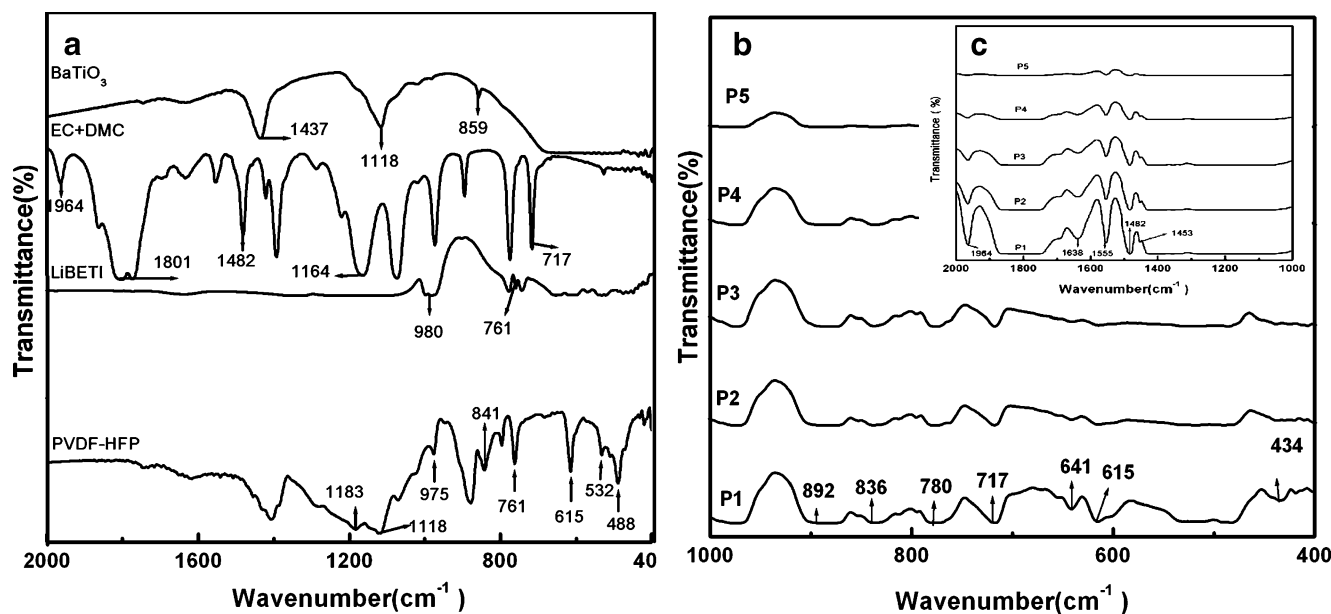 a
BaTiO3
1437
1118
859
EC+DMC
1964
1801
1482
1164
717
LiBETI
980
761
PVDF-HFP
1183
1118
975
841
761
615
532
488
Transmittance(%)
2000 1600 1200 800 40
Wavenumber(cm-1)
b
P5
P4
P3
P2
P1
892
836
780
717
641
615
434
Transmittance(%)
1000 800 600 400
Wavenumber(cm-1)
c
P5
P4
P3
P2
P1
1964
1638
1555
1482
1453
Transmittance (%)
2000 1800 1600 1400 1200 1000
Wavenumber(cm-1)